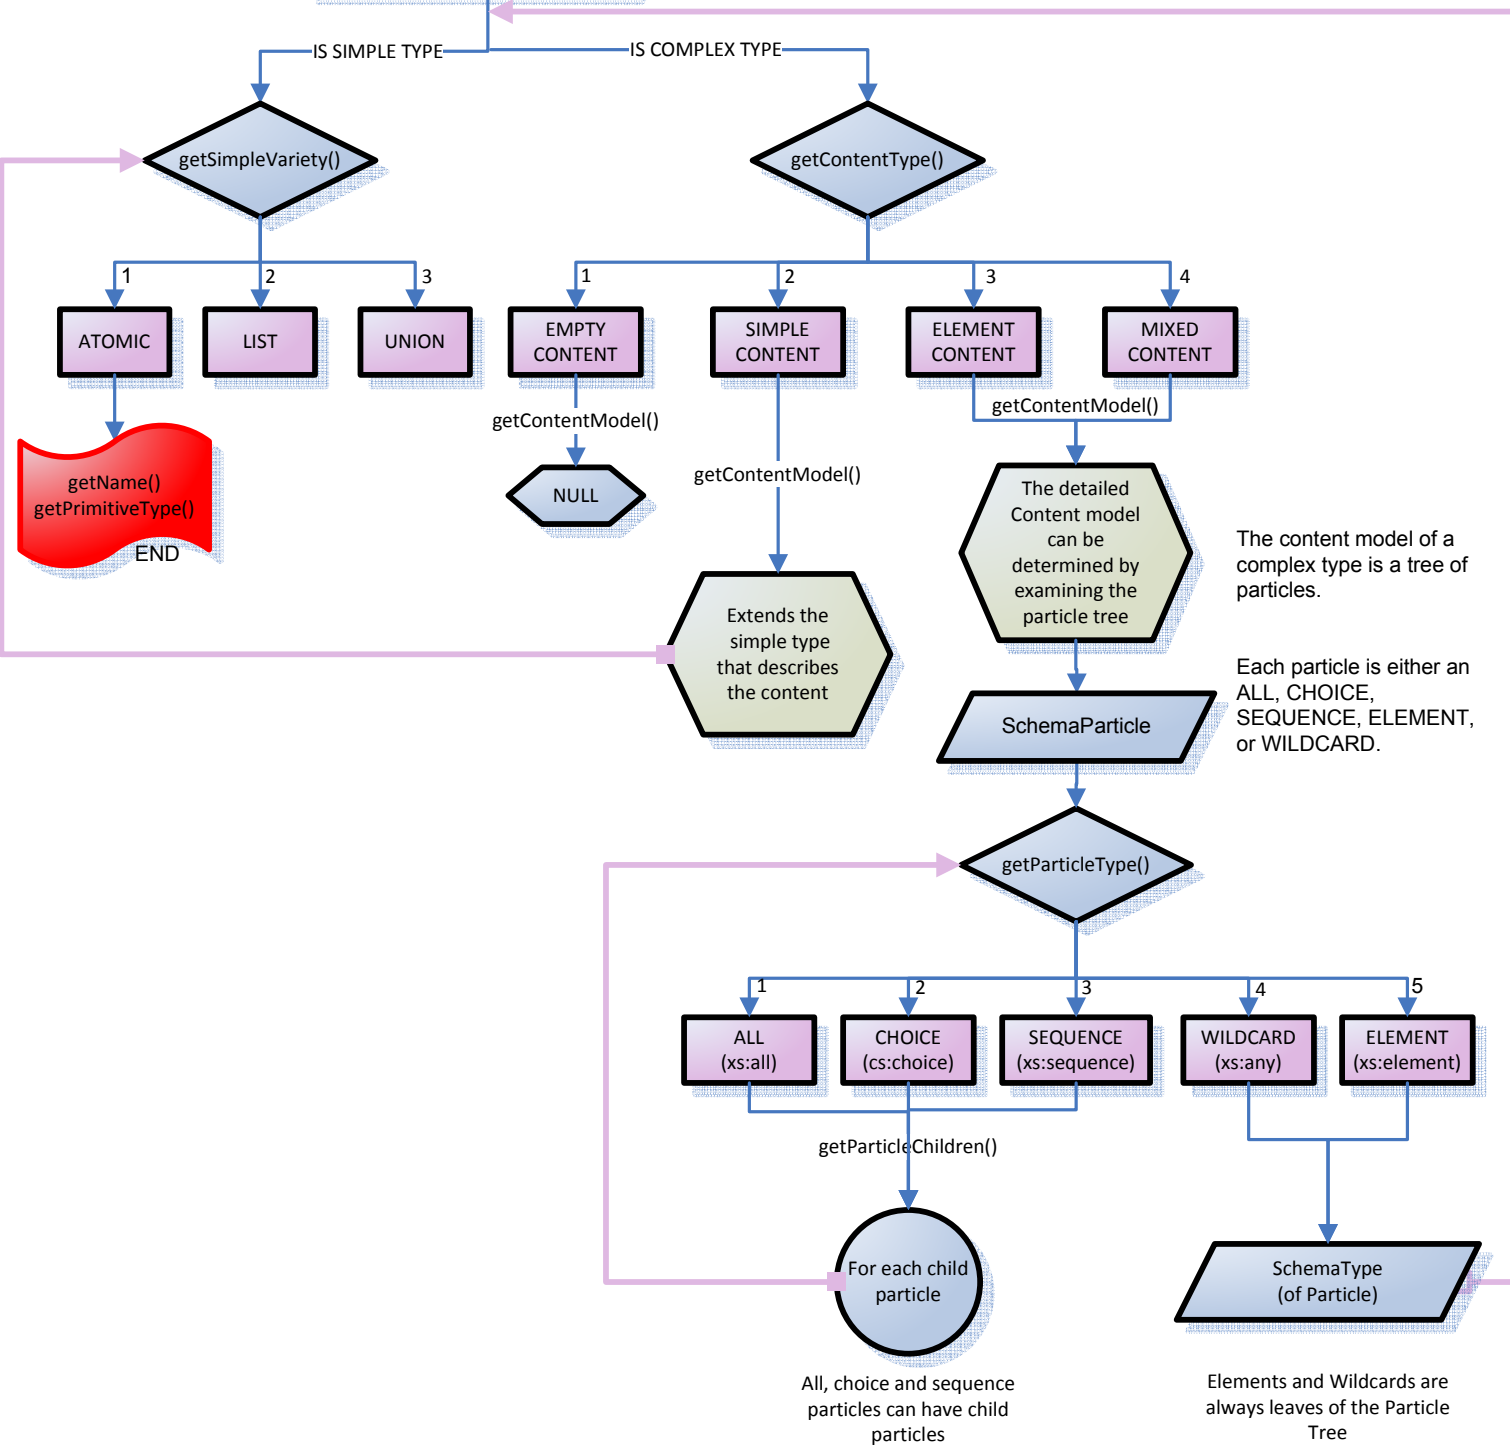 IS SIMPLE TYPE
IS COMPLEX TYPE
getSimpleVariety()
getContentType()
1
2
3
1
2
3
4
ATOMIC
LIST
UNION
EMPTY
CONTENT
SIMPLE
CONTENT
ELEMENT
CONTENT
MIXED
CONTENT
getContentModel()
getContentModel()
getContentModel()
getName()
getPrimitiveType()
END
NULL
The detailed
Content model
can be
determined by
examining the
particle tree
The content model of a
complex type is a tree of
particles.
Extends the
simple type
that describes
the content
Each particle is either an
ALL, CHOICE,
SEQUENCE, ELEMENT,
or WILDCARD.
SchemaParticle
getParticleType()
1
2
3
4
5
ALL
(xs:all)
CHOICE
(cs:choice)
SEQUENCE
(xs:sequence)
WILDCARD
(xs:any)
ELEMENT
(xs:element)
getParticleChildren()
For each child
particle
SchemaType
(of Particle)
All, choice and sequence
particles can have child
particles
Elements and Wildcards are
always leaves of the Particle
Tree